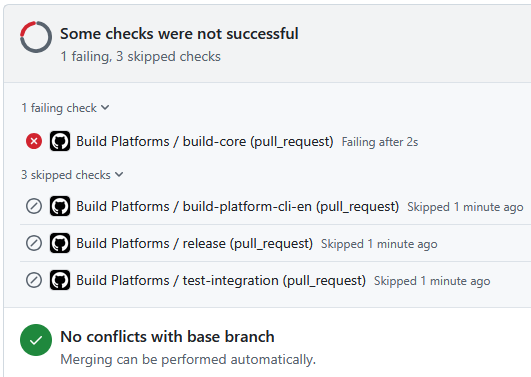 Some checks were not successful
1 failing, 3 skipped checks
1 failing check
Build Platforms / build-core (pull_request) Failing after 2s
3 skipped checks
Build Platforms / build-platform-cli-en (pull_request) Skipped 1 minute ago
Build Platforms / release (pull_request) Skipped 1 minute ago
Build Platforms / test-integration (pull_request) Skipped 1 minute ago
No conflicts with base branch
Merging can be performed automatically.